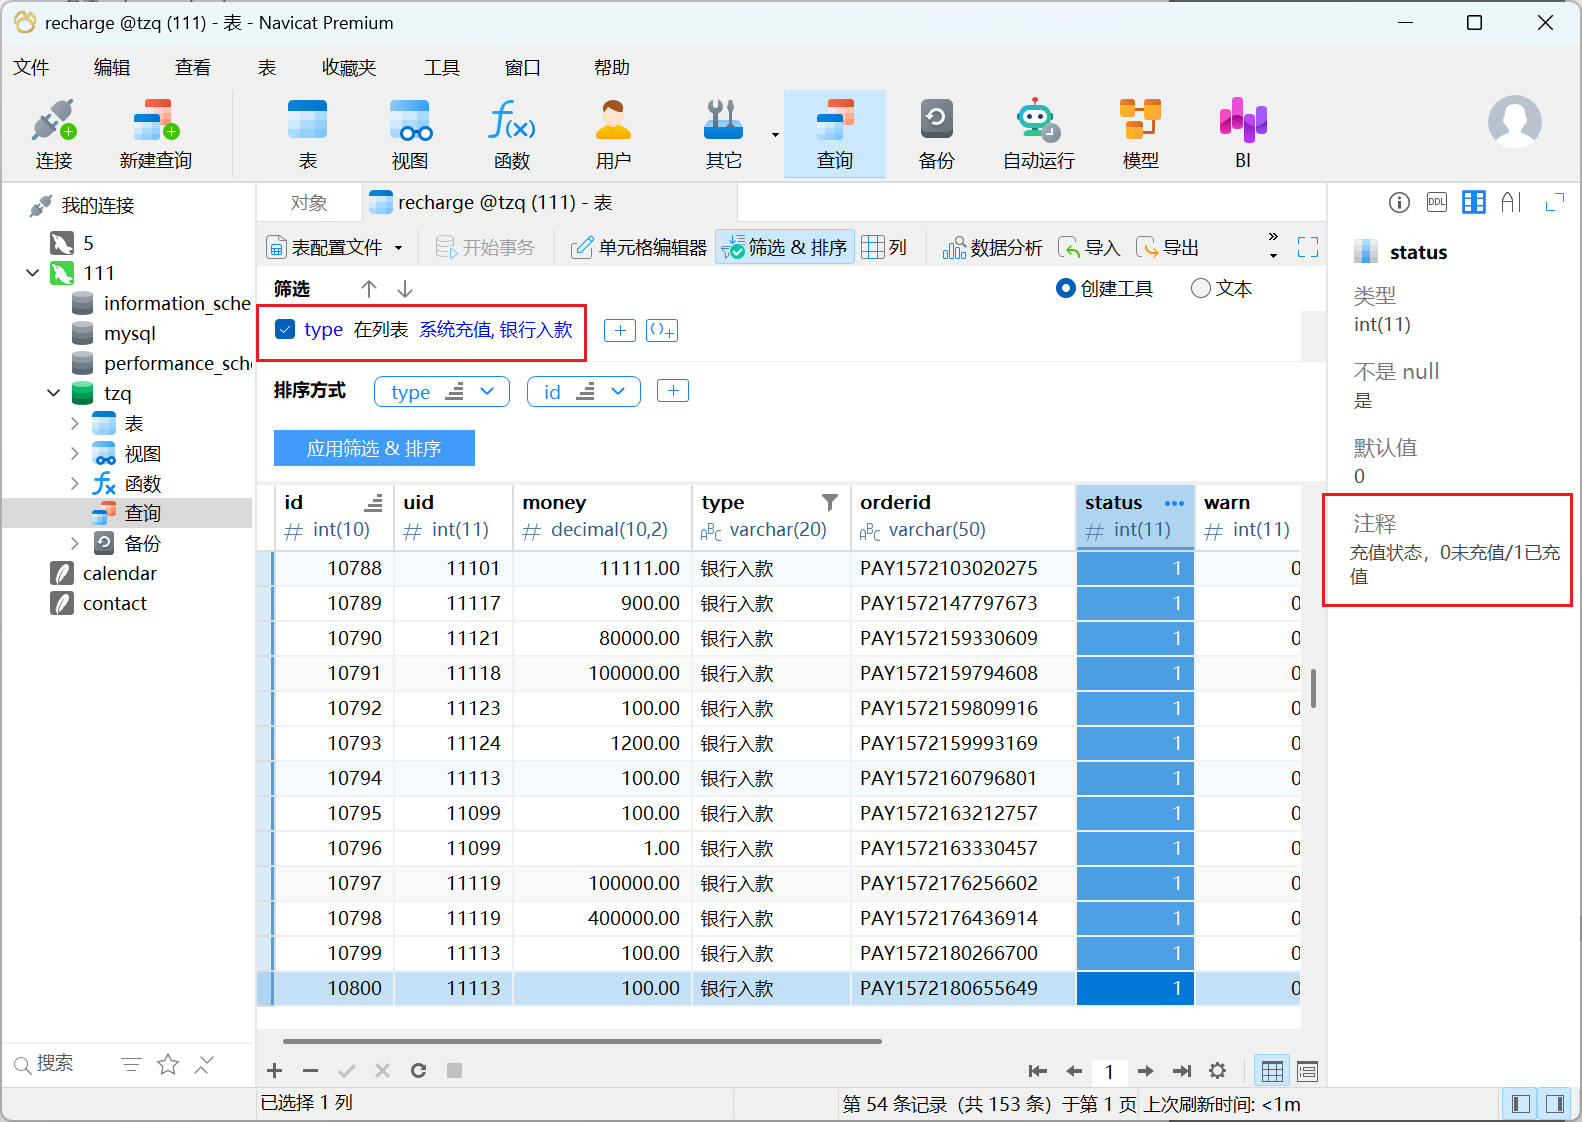 recharge @tzq (111) - 表 - Navicat Premium
文件 编辑 查看 表 收藏夹 工具 窗口 帮助
连接 新建查询 表 视图 函数 用户 其它 查询 备份 自动运行 模型 BI
我的连接
5
111
information_sche
mysql
performance_sch
tzq
表
视图
函数
查询
备份
calendar
contact
搜索
对象 recharge @tzq (111) - 表
表配置文件 开始事务 单元格编辑器 筛选 & 排序 列 数据分析 导入 导出
筛选 创建工具 文本
type 在列表 系统充值, 银行入款
排序方式 type id
应用筛选 & 排序
id uid money type orderid status warn
int(10) int(11) decimal(10,2) varchar(20) varchar(50) int(11) int(11)
10788 11101 11111.00 银行入款 PAY1572103020275 1 0
10789 11117 900.00 银行入款 PAY1572147797673 1 0
10790 11121 80000.00 银行入款 PAY1572159330609 1 0
10791 11118 100000.00 银行入款 PAY1572159794608 1 0
10792 11123 100.00 银行入款 PAY1572159809916 1 0
10793 11124 1200.00 银行入款 PAY1572159993169 1 0
10794 11113 100.00 银行入款 PAY1572160796801 1 0
10795 11099 100.00 银行入款 PAY1572163212757 1 0
10796 11099 1.00 银行入款 PAY1572163330457 1 0
10797 11119 100000.00 银行入款 PAY1572176256602 1 0
10798 11119 400000.00 银行入款 PAY1572176436914 1 0
10799 11113 100.00 银行入款 PAY1572180266700 1 0
10800 11113 100.00 银行入款 PAY1572180655649 1 0
1
已选择 1 列 第 54 条记录（共 153 条）于第 1 页 上次刷新时间: <1m
DDL
status
类型
int(11)
不是 null
是
默认值
0
注释
充值状态，0未充值/1已充
值